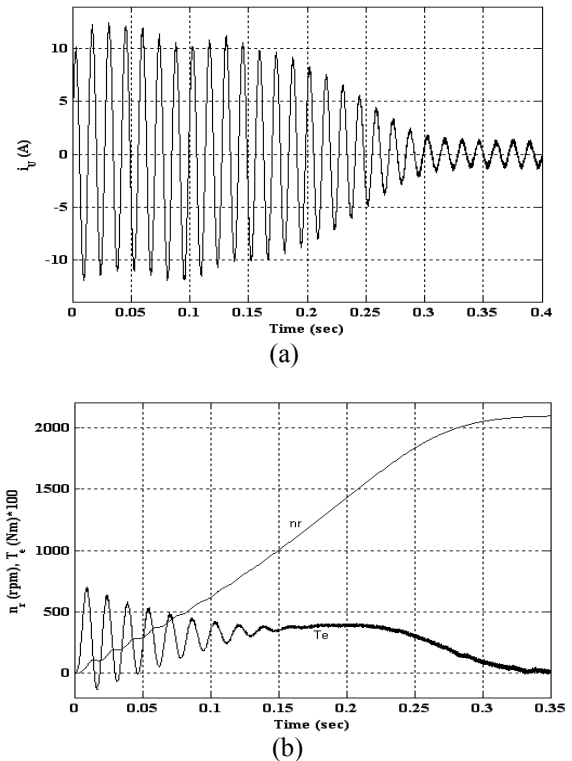 10
5
0
-5
-10
i_U (A)
0 0.05 0.1 0.15 0.2 0.25 0.3 0.35 0.4
Time (sec)
(a)
2000
1500
1000
500
0
n_r (rpm), T_e (Nm)*100
nr
Te
0 0.05 0.1 0.15 0.2 0.25 0.3 0.35
Time (sec)
(b)